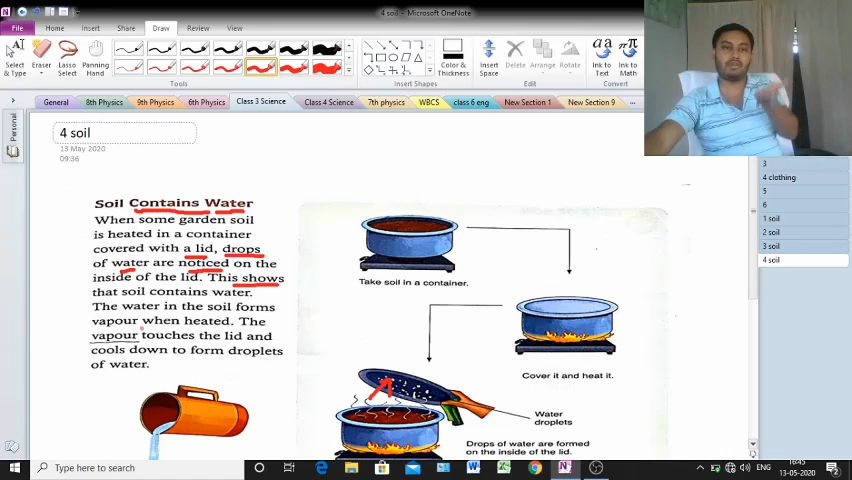 4 soil - Microsoft OneNote
File Home Insert Share Draw Review View
Select & Type
Eraser
Lasso Select
Panning Hand
Color & Thickness
Insert Space
Delete
Arrange
Rotate
Ink to Text
Ink to Math
Tools
Insert Shapes
Edit
Convert
General 8th Physics 9th Physics 6th Physics Class 3 Science Class 4 Science 7th physics WBCS class 6 eng New Section 1 New Section 9
Personal
4 soil
13 May 2020
09:36
Soil Contains Water
When some garden soil
is heated in a container
covered with a lid, drops
of water are noticed on the
inside of the lid. This shows
that soil contains water.
The water in the soil forms
vapour when heated. The
vapour touches the lid and
cools down to form droplets
of water.
Take soil in a container.
Cover it and heat it.
Water
droplets
Drops of water are formed
on the inside of the lid.
3
4 clothing
5
6
1 soil
2 soil
3 soil
4 soil
Type here to search
ENG
16:45
13-05-2020
2